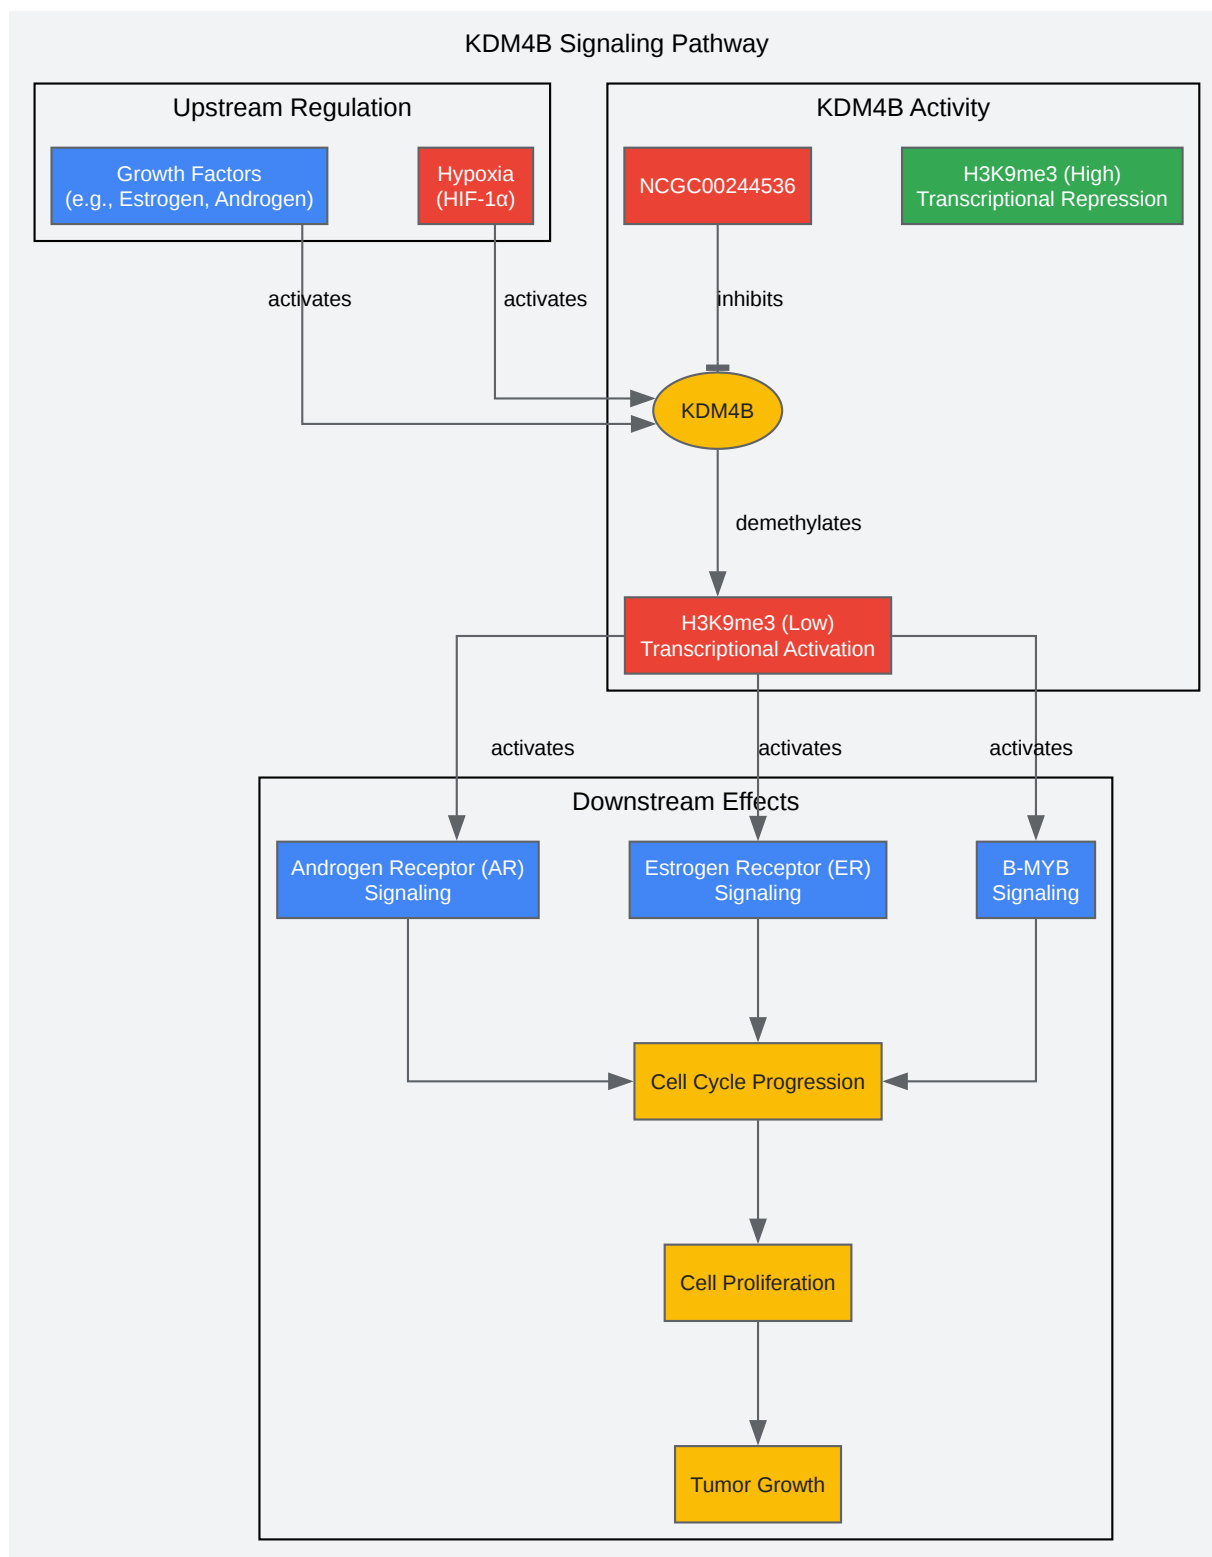 KDM4B Signaling Pathway
Upstream Regulation
KDM4B Activity
Growth Factors
(e.g., Estrogen, Androgen)
Hypoxia
(HIF-1α)
NCGC00244536
H3K9me3 (High)
Transcriptional Repression
activates
activates
inhibits
KDM4B
demethylates
H3K9me3 (Low)
Transcriptional Activation
activates
activates
activates
Downstream Effects
Androgen Receptor (AR)
Signaling
Estrogen Receptor (ER)
Signaling
B-MYB
Signaling
Cell Cycle Progression
Cell Proliferation
Tumor Growth